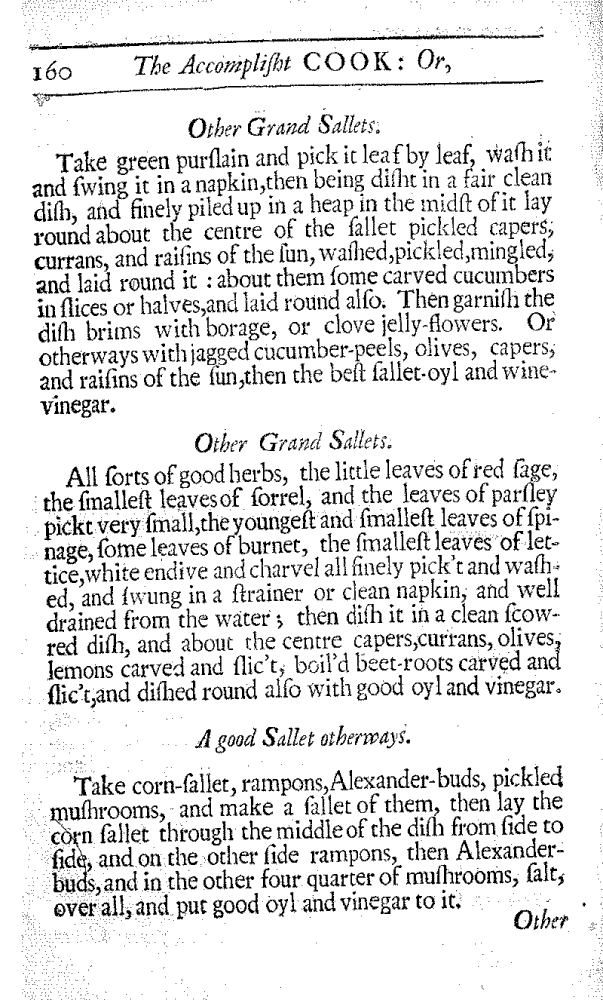 160 The Accompliſht COOK: Or,
Other Grand Sallets.
Take green purſlain and pick it leaf by leaf, waſh it
and ſwing it in a napkin,then being diſht in a fair clean
diſh, and finely piled up in a heap in the midſt of it lay
round about the centre of the ſallet pickled capers,
currans, and raiſins of the ſun, waſhed,pickled,mingled,
and laid round it : about them ſome carved cucumbers
in ſlices or halves,and laid round alſo. Then garniſh the
diſh brims with borage, or clove jelly-flowers. Or
otherways with jagged cucumber-peels, olives, capers,
and raiſins of the ſun,then the beſt ſallet-oyl and wine-
vinegar.
Other Grand Sallets.
All ſorts of good herbs, the little leaves of red ſage,
the ſmalleſt leaves of ſorrel, and the leaves of parſley
pickt very ſmall,the youngeſt and ſmalleſt leaves of ſpi-
nage, ſome leaves of burnet, the ſmalleſt leaves of let-
tice,white endive and charvel all finely pick't and waſh-
ed, and ſwung in a ſtrainer or clean napkin, and well
drained from the water ; then diſh it in a clean ſcow-
red diſh, and about the centre capers,currans, olives,
lemons carved and ſlic't, boil'd beet-roots carved and
ſlic't,and diſhed round alſo with good oyl and vinegar.
A good Sallet otherways.
Take corn-ſallet, rampons,Alexander-buds, pickled
muſhrooms, and make a ſallet of them, then lay the
corn ſallet through the middle of the diſh from ſide to
ſide, and on the other ſide rampons, then Alexander-
buds,and in the other four quarter of muſhrooms, ſalt,
over all, and put good oyl and vinegar to it.
Other